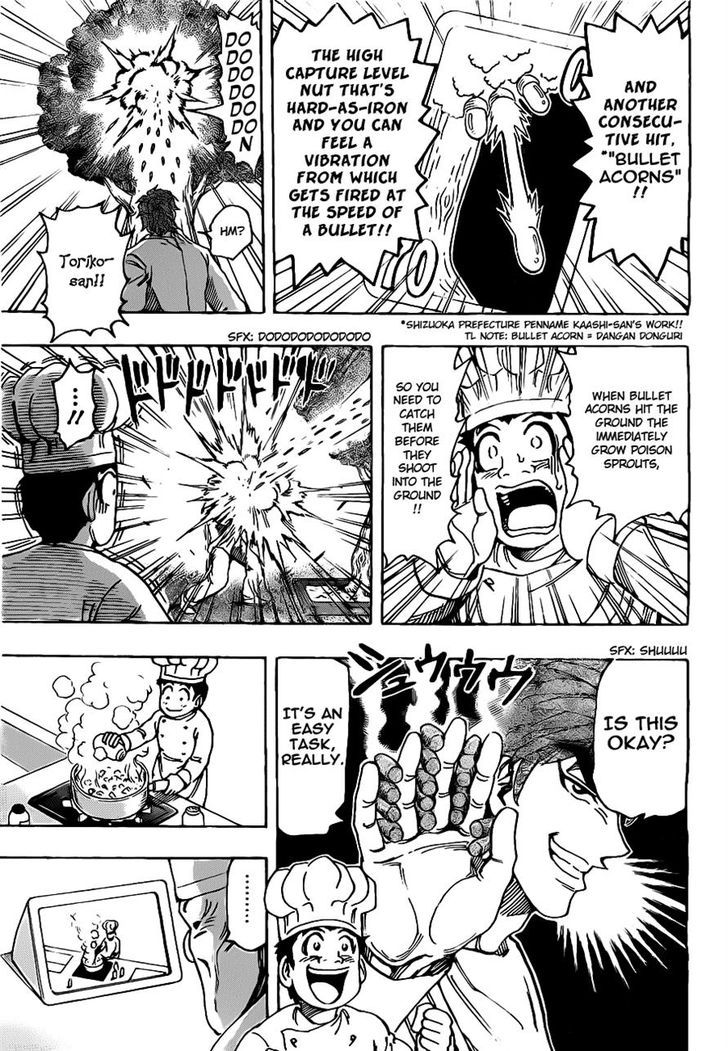 AND
ANOTHER
CONSECU-
TIVE HIT,
*"BULLET
ACORNS"
!!
THE HIGH
CAPTURE LEVEL
NUT THAT'S
HARD-AS-IRON
AND YOU CAN
FEEL A
VIBRATION
FROM WHICH
GETS FIRED AT
THE SPEED OF
A BULLET!!
DO
DO
DO
DO
DO
DO
N
HM?
Toriko-
san!!
*SHIZUOKA PREFECTURE PENNAME KAASHI-SAN'S WORK!!
TL NOTE: BULLET ACORN = DANGAN DONGURI
SFX: DODODODODODODO
WHEN BULLET
ACORNS HIT THE
GROUND THE
IMMEDIATELY
GROW POISON
SPROUTS,
SO YOU
NEED TO
CATCH
THEM
BEFORE
THEY
SHOOT
INTO THE
GROUND
!!
P
ドドドドドドド
...
!!
SFX: SHUUUU
シュウウウ
IS THIS
OKAY?
IT'S AN
EASY
TASK,
REALLY.
P